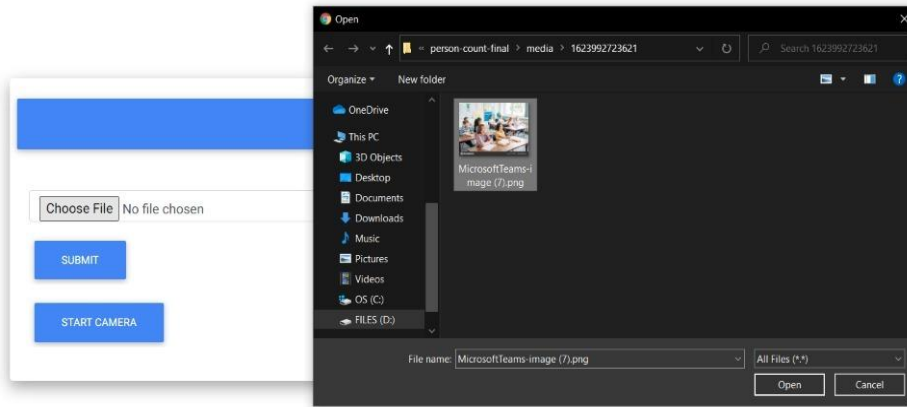 Open
person-count-final > media > 1623992723621
Search 1623992723621
Organize
New folder
OneDrive
This PC
3D Objects
Desktop
Documents
Downloads
Music
Pictures
Videos
OS (C:)
FILES (D:)
MicrosoftTeams-
image (7).png
File name: MicrosoftTeams-image (7).png
All Files (*.*)
Open
Cancel
Choose File No file chosen
SUBMIT
START CAMERA